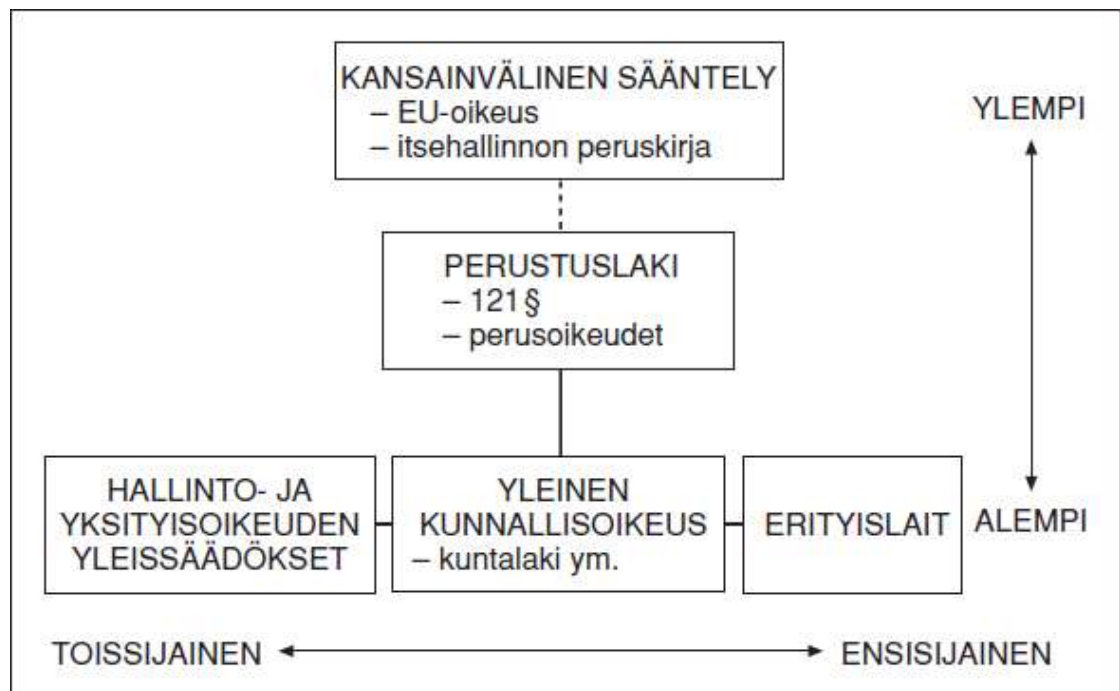 KANSAINVÄLINEN SÄÄNTELY
– EU-oikeus
– itsehallinnon peruskirja
YLEMPI
PERUSTUSLAKI
– 121 §
– perusoikeudet
HALLINTO- JA
YKSITYISOIKEUDEN
YLEISSÄÄDÖKSET
YLEINEN
KUNNALLISOIKEUS
– kuntalaki ym.
ERITYISLAIT
ALEMPI
TOISSIJAINEN
ENSISIJAINEN